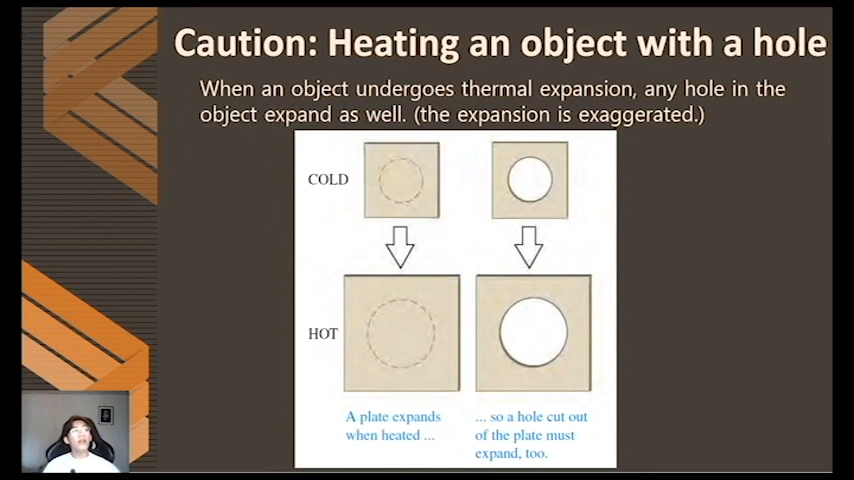 Caution: Heating an object with a hole
When an object undergoes thermal expansion, any hole in the
object expand as well. (the expansion is exaggerated.)
COLD
HOT
A plate expands
when heated ...
... so a hole cut out
of the plate must
expand, too.